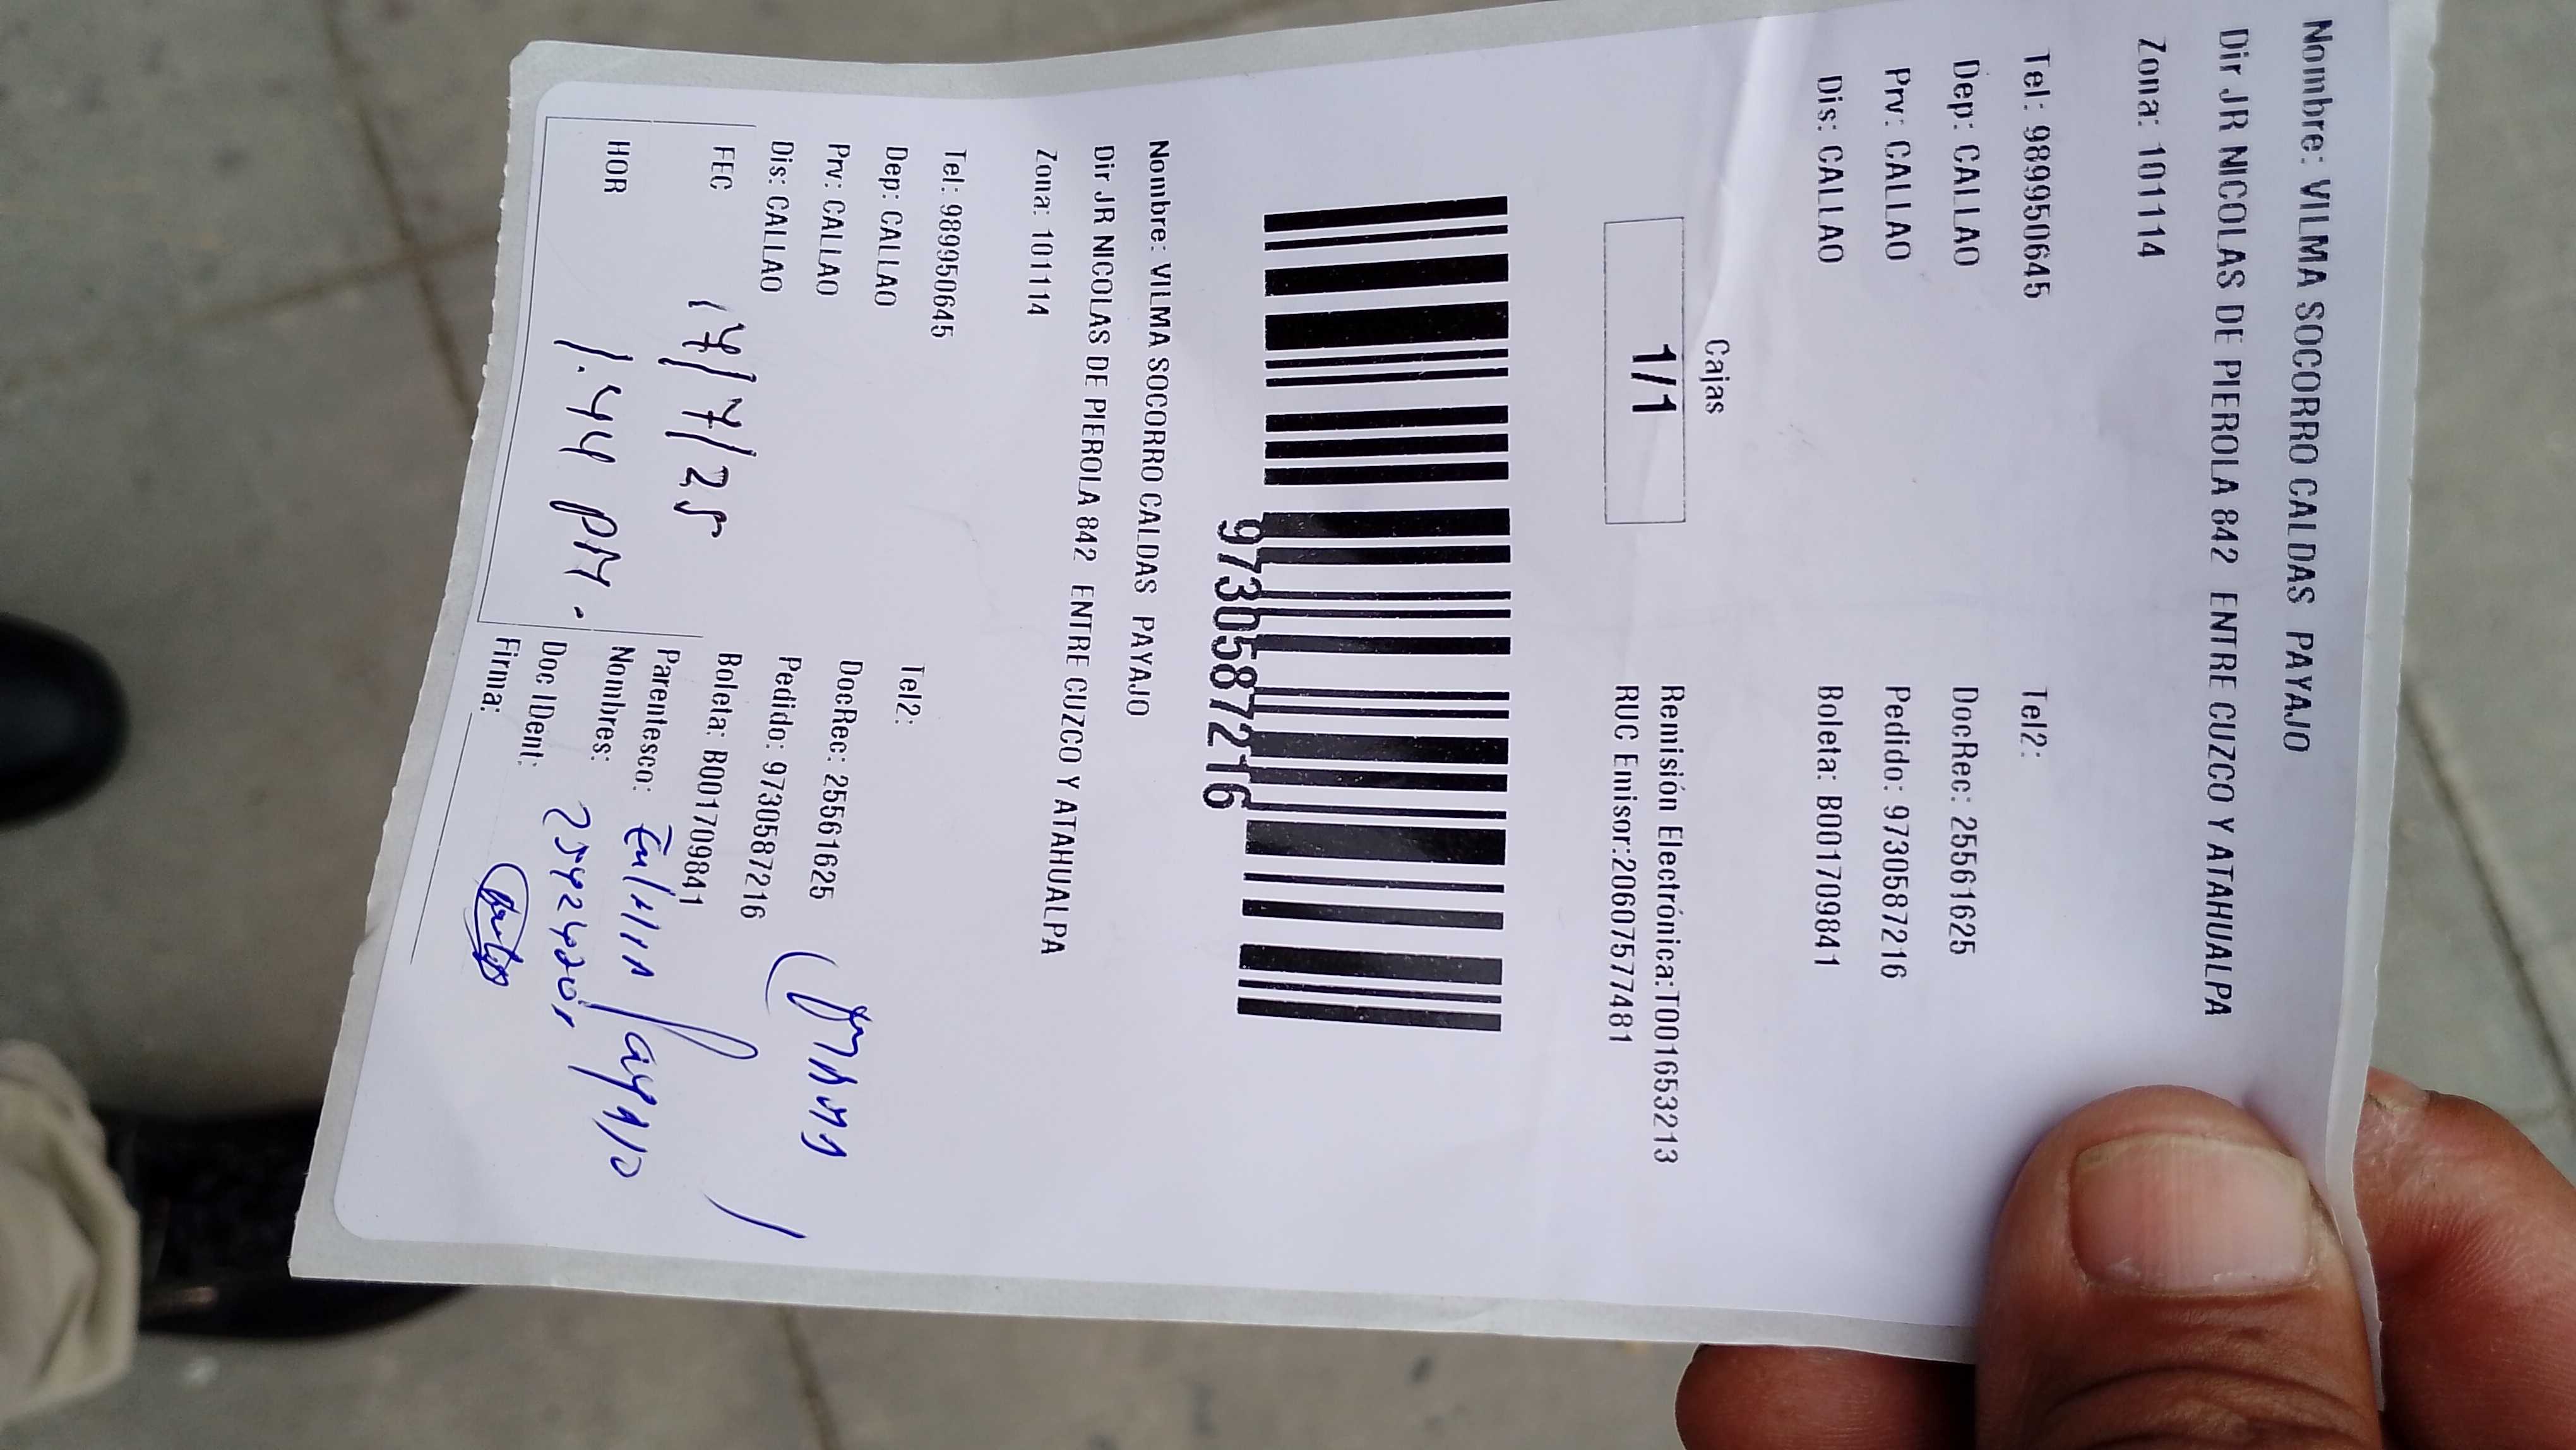 Nombre: VILMA SOCORRO CALDAS PAYAJO
Dir JR NICOLAS DE PIEROLA 842 ENTRE CUZCO Y ATAHUALPA
Zona: 101114
Tel: 989950645 Tel2:
Dep: CALLAO DocRec: 25561625
Prv: CALLAO Pedido: 9730587216
Dis: CALLAO Boleta: B001709841
Cajas
1/1
Remisión Electrónica:T0016532213
RUC Emisor:20607577481
9730587216
Nombre: VILMA SOCORRO CALDAS PAYAJO
Dir JR NICOLAS DE PIEROLA 842 ENTRE CUZCO Y ATAHUALPA
Zona: 101114
Tel: 989950645 Tel2:
Dep: CALLAO DocRec: 25561625
Prv: CALLAO Pedido: 9730587216
Dis: CALLAO Boleta: B001709841
FEC 14/7/25 Parentesco:
Nombres: Payajo
HOR 1.44 PM. Doc IDent:
Firma: